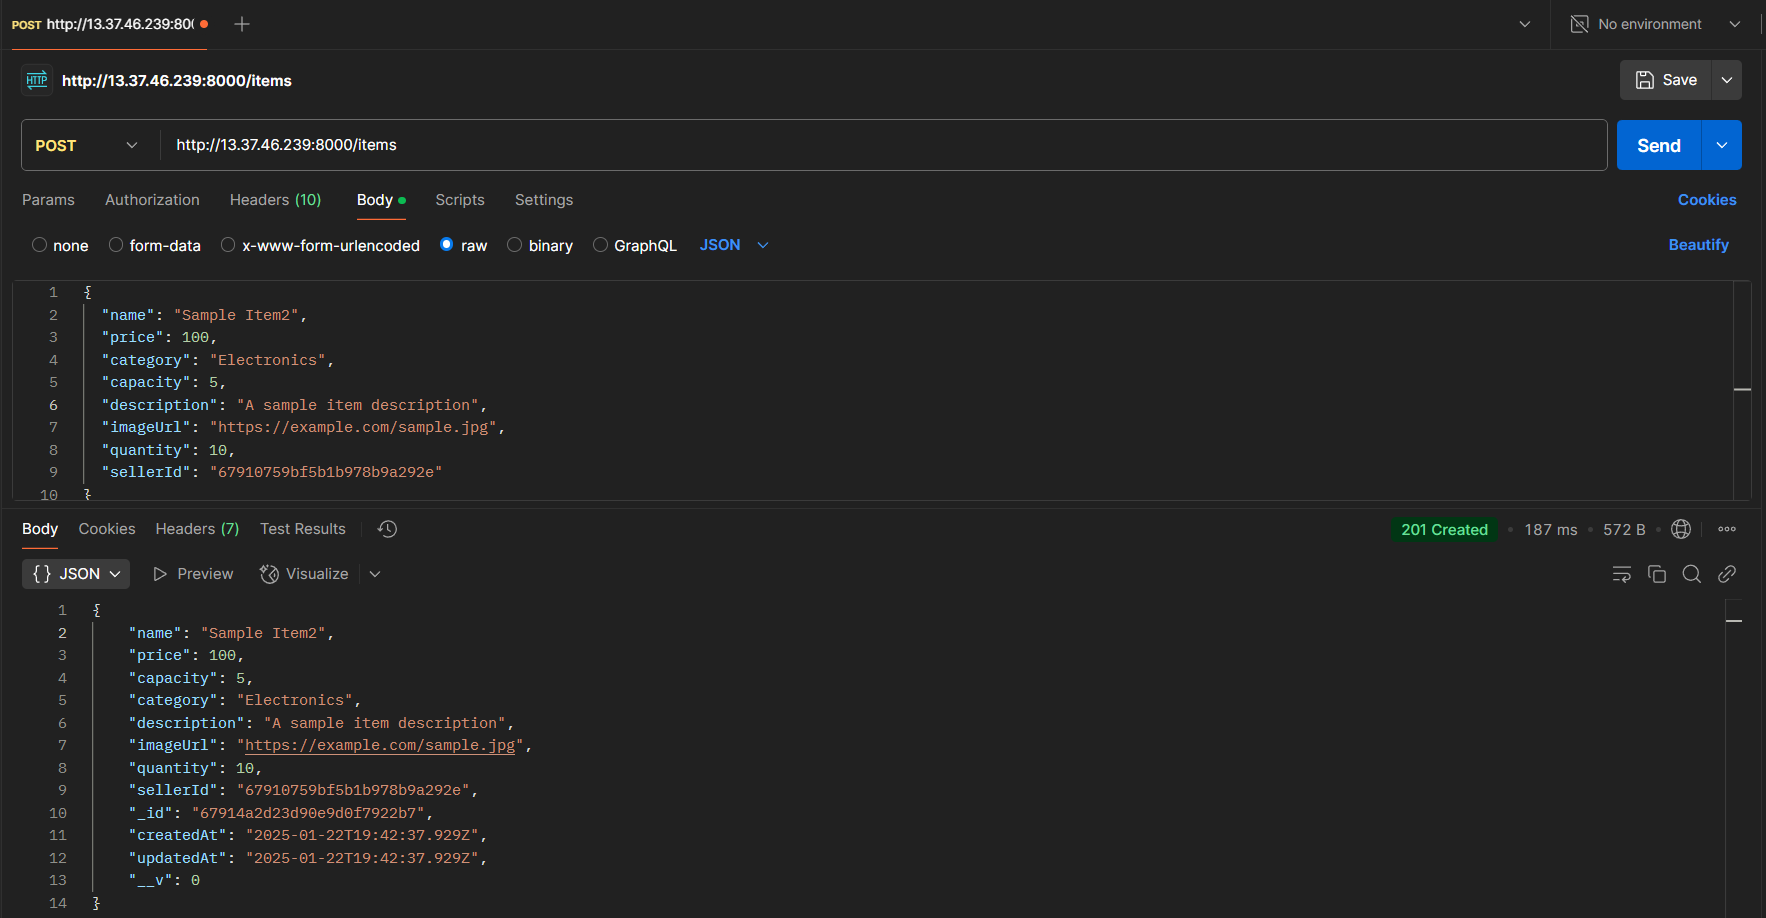 POST http://13.37.46.239:80(
No environment
HTTP http://13.37.46.239:8000/items
Save
POST http://13.37.46.239:8000/items
Send
Params Authorization Headers (10) Body Scripts Settings Cookies
none form-data x-www-form-urlencoded raw binary GraphQL JSON Beautify
1 {
2 "name": "Sample Item2",
3 "price": 100,
4 "category": "Electronics",
5 "capacity": 5,
6 "description": "A sample item description",
7 "imageUrl": "https://example.com/sample.jpg",
8 "quantity": 10,
9 "sellerId": "67910759bf5b1b978b9a292e"
10 }
Body Cookies Headers (7) Test Results 201 Created 187 ms 572 B
{} JSON Preview Visualize
1 {
2 "name": "Sample Item2",
3 "price": 100,
4 "capacity": 5,
5 "category": "Electronics",
6 "description": "A sample item description",
7 "imageUrl": "https://example.com/sample.jpg",
8 "quantity": 10,
9 "sellerId": "67910759bf5b1b978b9a292e",
10 "_id": "67914a2d23d90e9d0f7922b7",
11 "createdAt": "2025-01-22T19:42:37.929Z",
12 "updatedAt": "2025-01-22T19:42:37.929Z",
13 "__v": 0
14 }